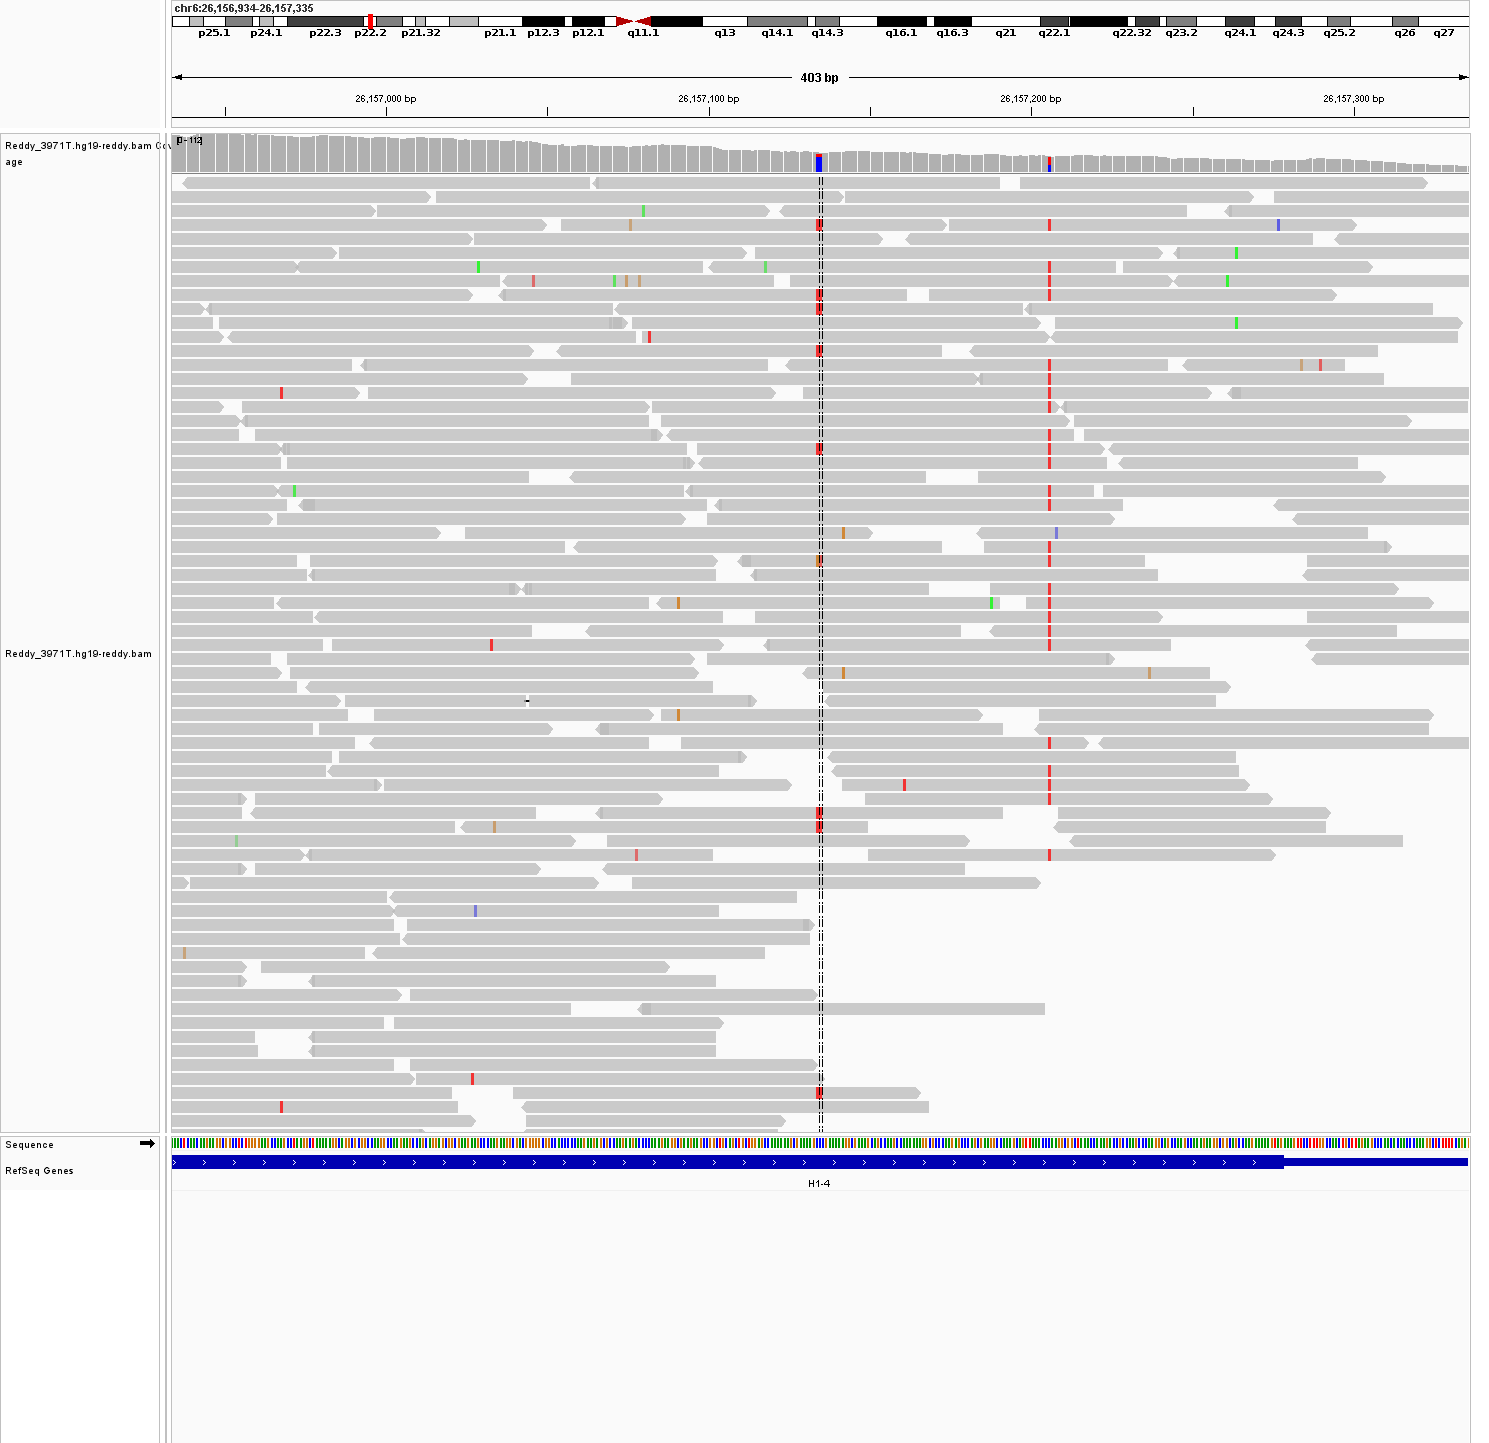 chr6:26,156,934-26,157,335
p25.1 p24.1 p22.3 p22.2 p21.32 p21.1 p12.3 p12.1 q11.1 q13 q14.1 q14.3 q16.1 q16.3 q21 q22.1 q22.32 q23.2 q24.1 q24.3 q25.2 q26 q27
403 bp
26,157,000 bp 26,157,100 bp 26,157,200 bp 26,157,300 bp
[0 - 112]
Reddy_3971T.hg19-reddy.bam Cov
age
Reddy_3971T.hg19-reddy.bam
Sequence
RefSeq Genes
H1-4